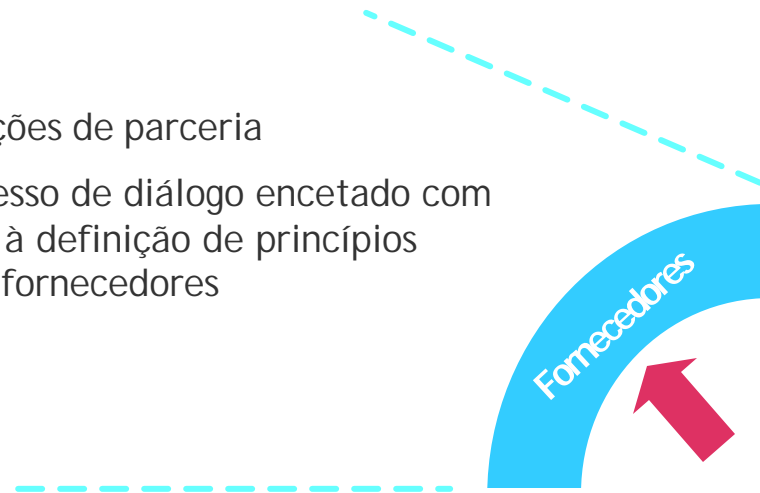 ções de parceria
esso de diálogo encetado com
à definição de princípios
fornecedores
Fornecedores